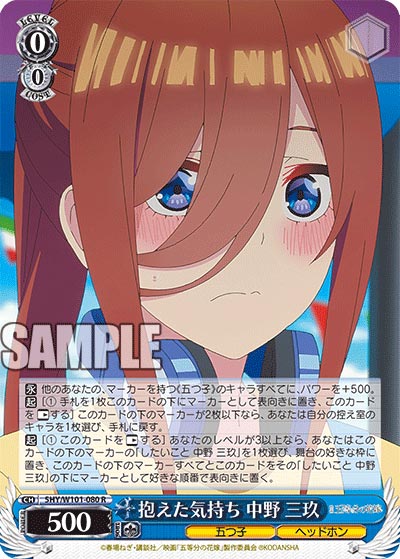 LEVEL
0
0
COST
SAMPLE
永 他のあなたの、マーカーを持つ《五つ子》のキャラすべてに、パワーを+500。
起 [① 手札を1枚このカードの下にマーカーとして表向きに置き、このカードを する] このカードの下のマーカーが2枚以下なら、あなたは自分の控え室のキャラを1枚選び、手札に戻す。
起 [① このカードを する] あなたのレベルが3以上なら、あなたはこのカードの下のマーカーの「したいこと 中野 三玖」を1枚選び、舞台の好きな枠に置き、このカードの下のマーカーすべてを、そのカード(したいこと 中野 三玖)の下にマーカーとして好きな順番で表向きに置く。
CH 5HY/W101-080 R
抱えた気持ち 中野 三玖
500
五つ子
ヘッドホン
©春場ねぎ・講談社／映画「五等分の花嫁」製作委員会 ®KODANSHA